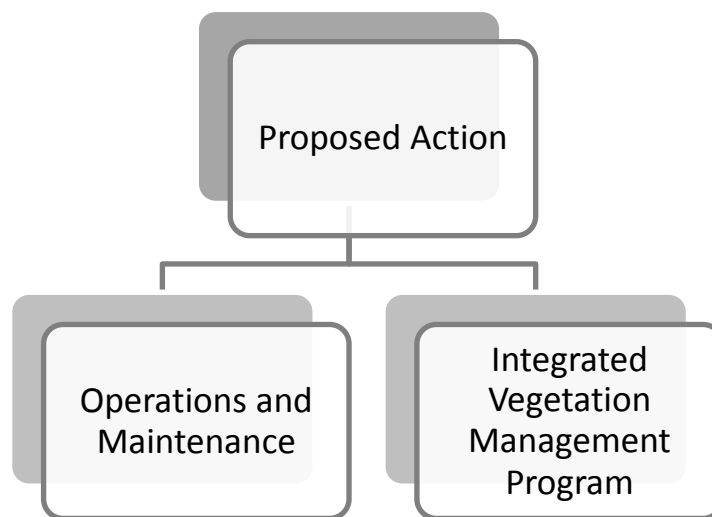 Proposed Action
Operations and
Maintenance
Integrated
Vegetation
Management
Program